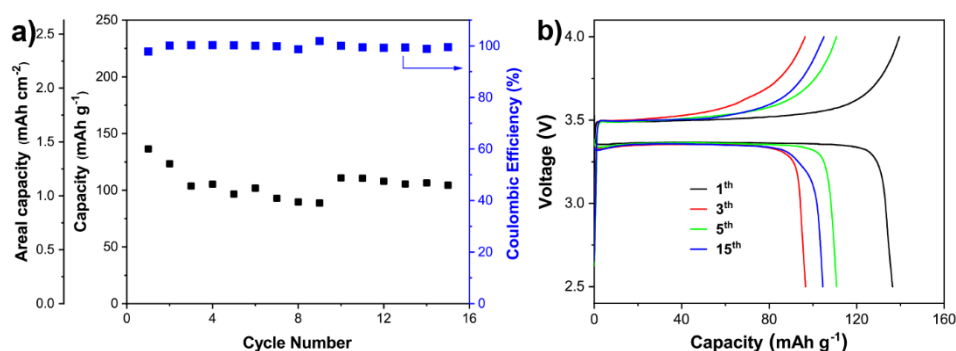 a)
Areal capacity (mAh cm-2)
2.5
2.0
1.5
1.0
0.5
0.0
Capacity (mAh g-1)
250
200
150
100
50
0
0 4 8 12 16
Cycle Number
100
80
60
40
20
0
Coulombic Efficiency (%)
b)
Voltage (V)
4.0
3.5
3.0
2.5
1th
3th
5th
15th
0 40 80 120 160
Capacity (mAh g-1)